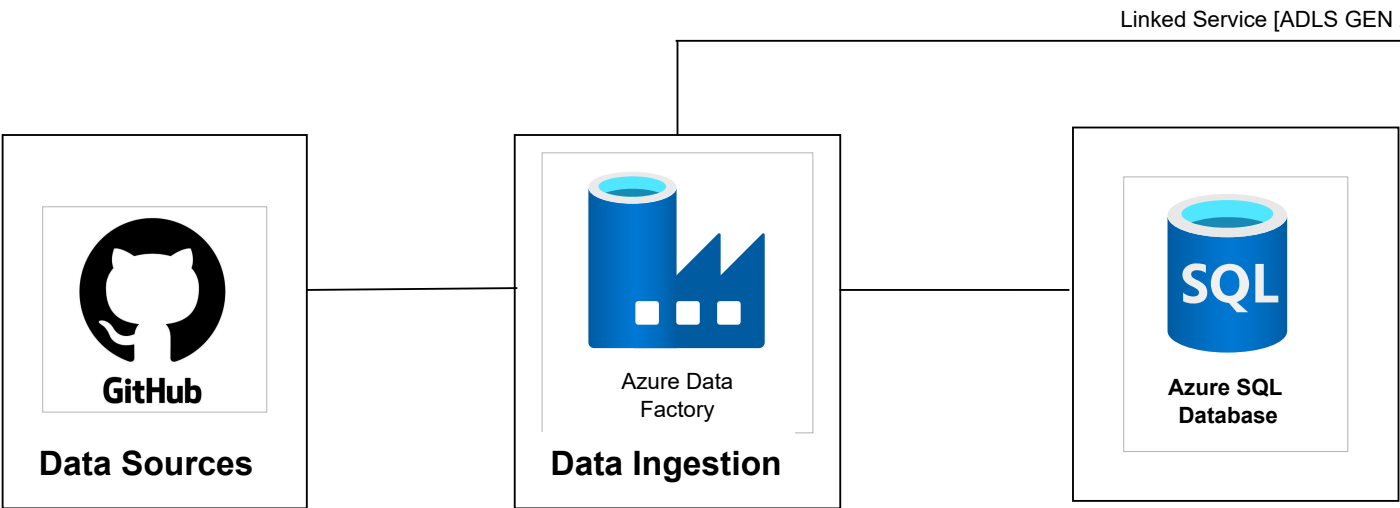 Linked Service [ADLS GEN
GitHub
Data Sources
Azure Data
Factory
Data Ingestion
SQL
Azure SQL
Database